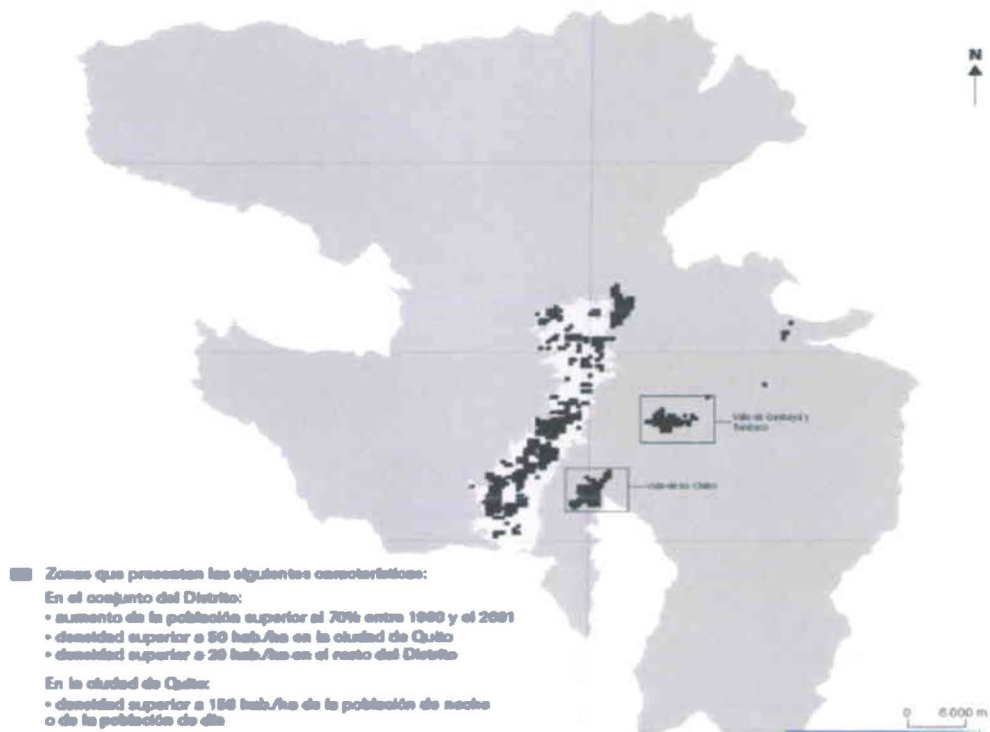 N
Valle de Cumbayá y
Tumbaco
Valle de los Chillos
Zonas que presentan las siguientes características:
En el conjunto del Distrito:
• aumento de la población superior al 70% entre 1990 y el 2001
• densidad superior a 50 hab./ha en la ciudad de Quito
• densidad superior a 20 hab./ha en el resto del Distrito
En la ciudad de Quito:
• densidad superior a 150 hab./ha de la población de noche
o de la población de día
0 6.000 m